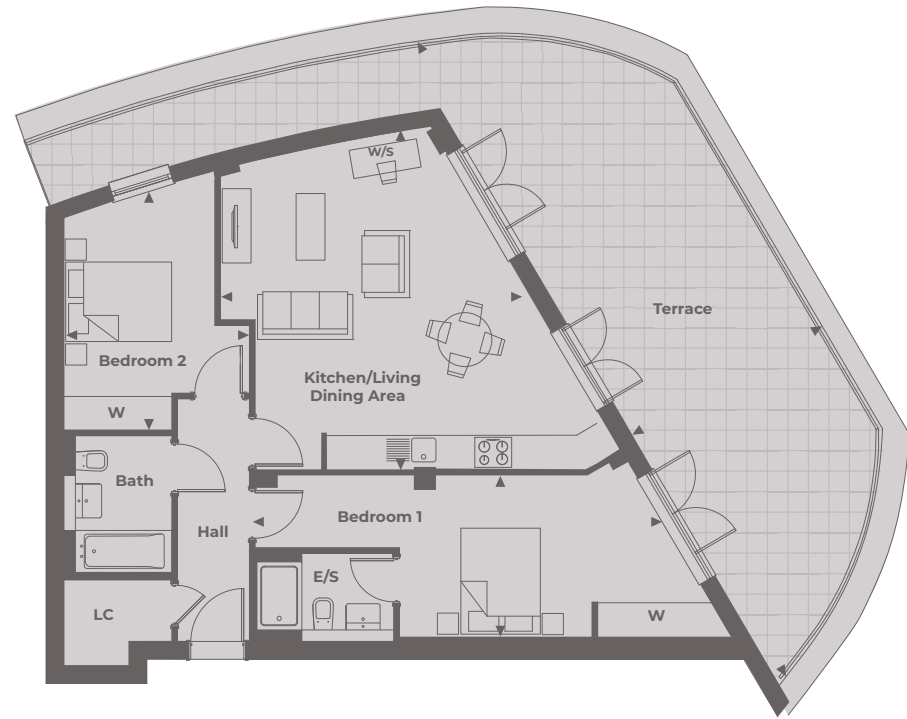 W/S
Terrace
Bedroom 2
Kitchen/Living
Dining Area
W
Bath
Bedroom 1
Hall
E/S
LC
W